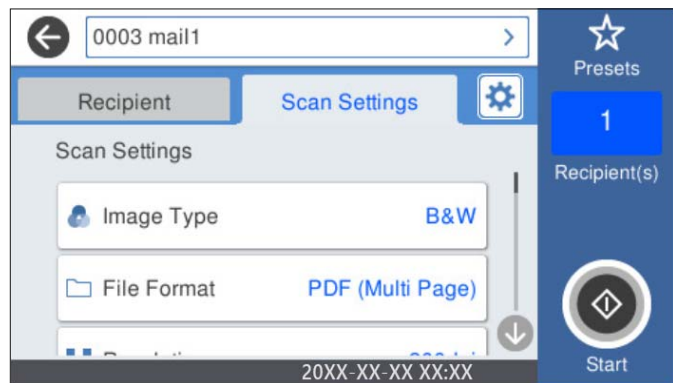 0003 mail1
Presets
Recipient
Scan Settings
1
Recipient(s)
Scan Settings
Image Type
B&W
File Format
PDF (Multi Page)
20XX-XX-XX XX:XX
Start